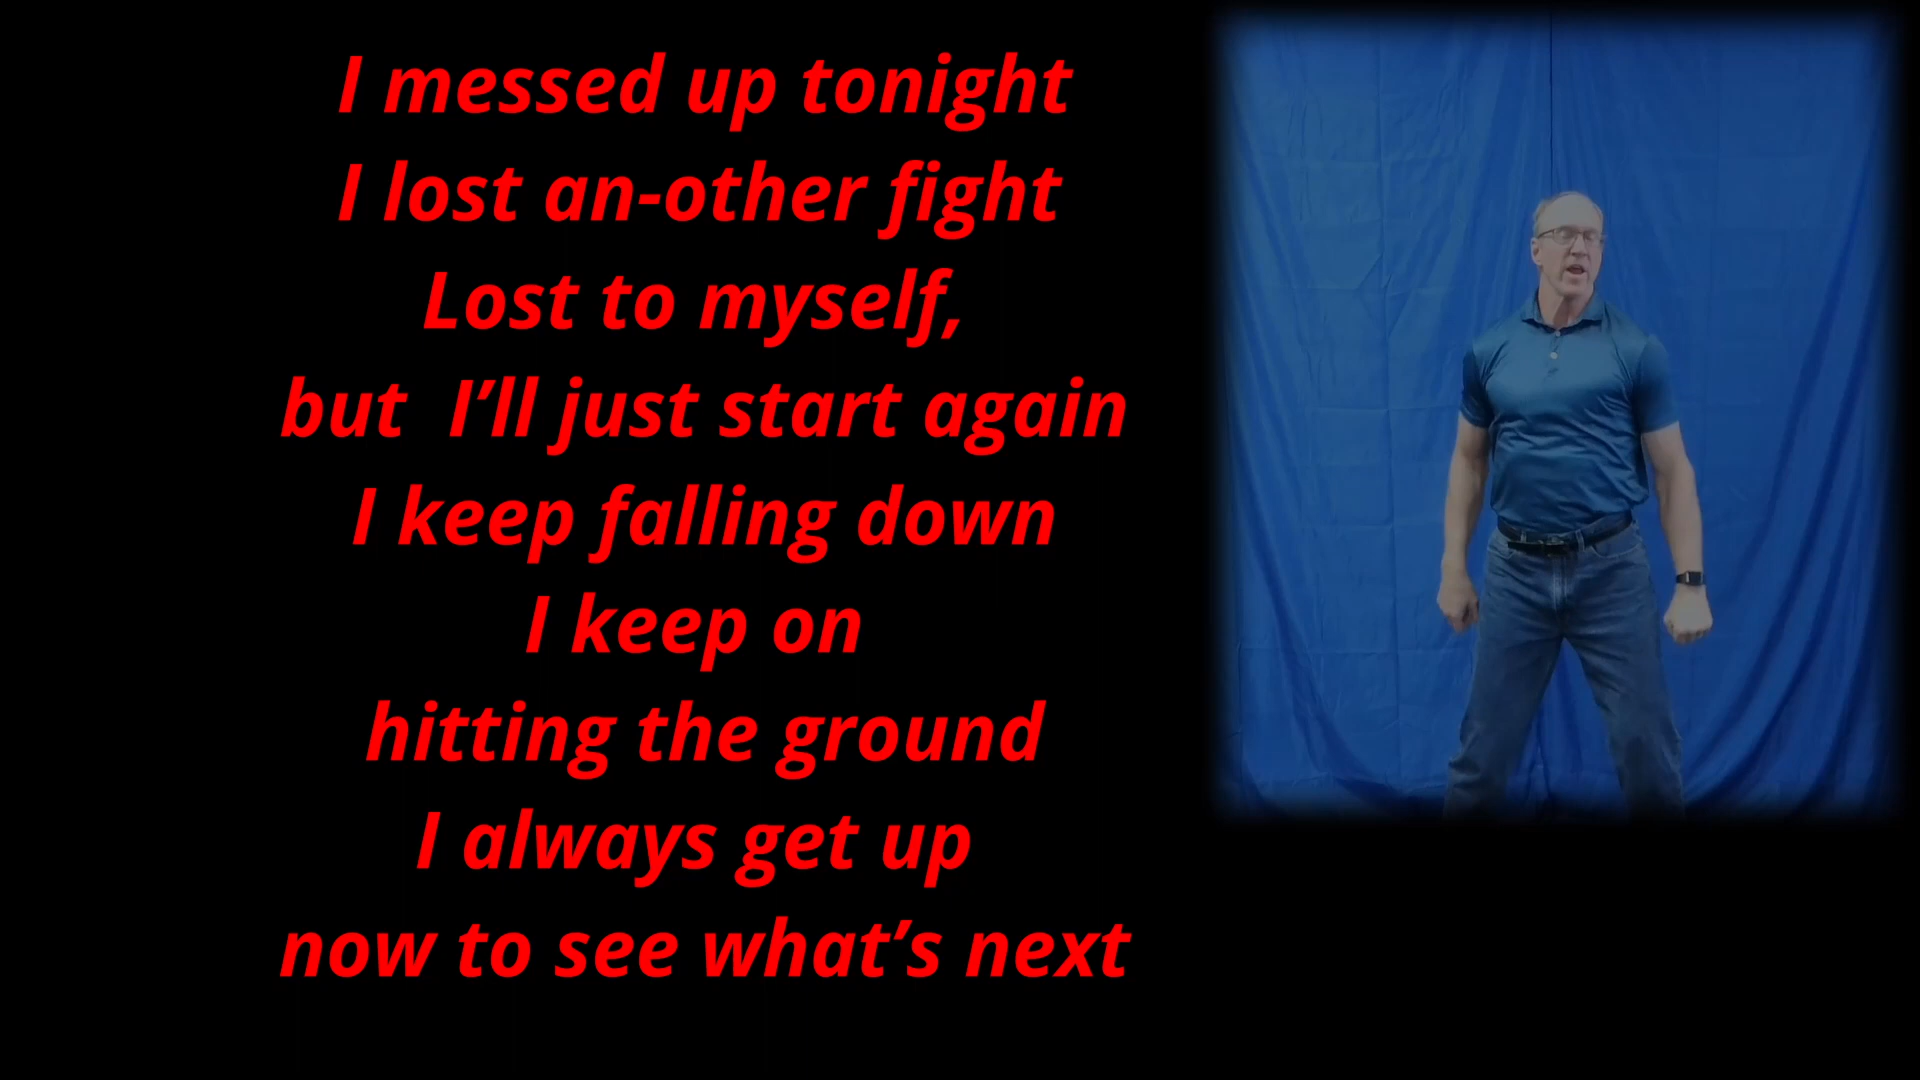 I messed up tonight
I lost an-other fight
Lost to myself,
but  I’ll just start again
I keep falling down
I keep on
hitting the ground
I always get up
now to see what’s next